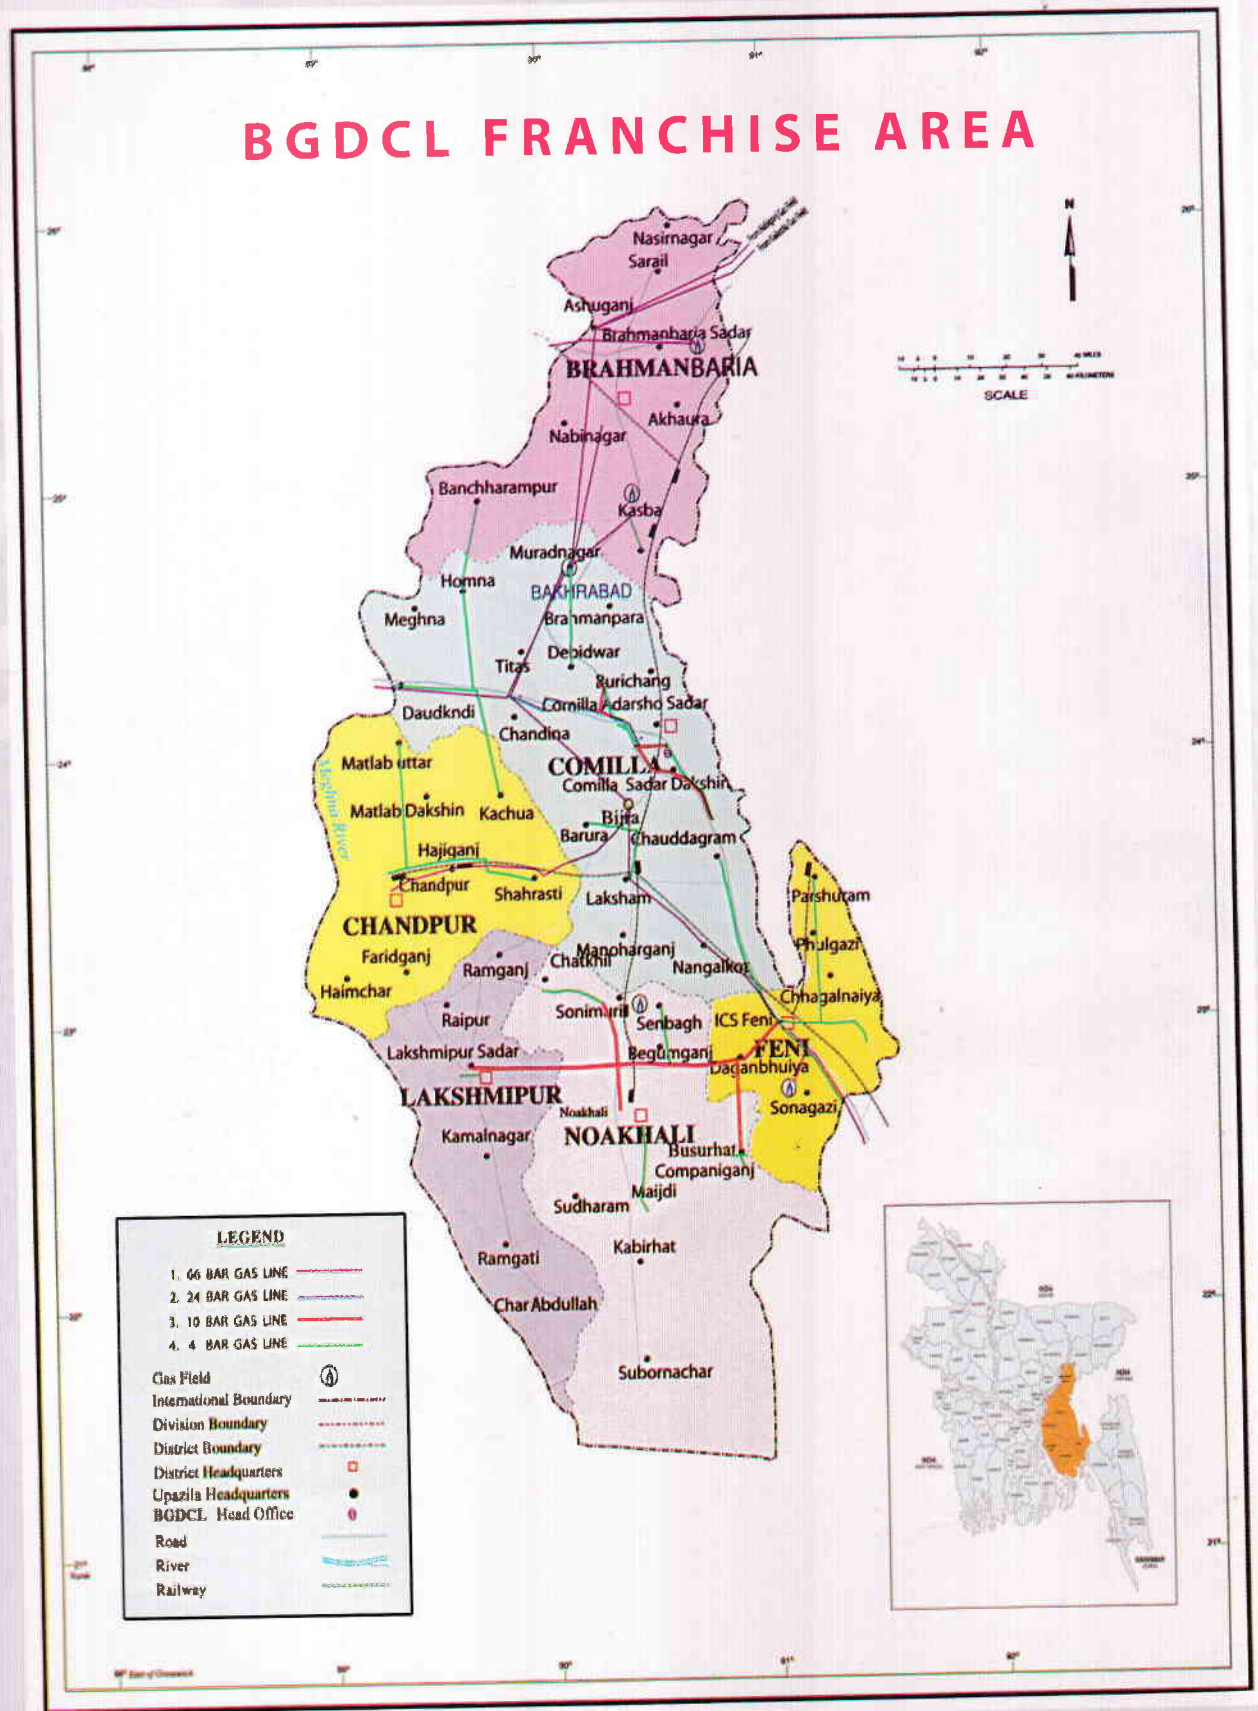 BGDCL FRANCHISE AREA
N
SCALE
Nasirnagar
Sarail
Ashuganj
Brahmanbaria Sadar
BRAHMANBARIA
Akhaura
Nabinagar
Banchharampur
Kasba
Muradnagar
Homna
BAKHRABAD
Meghna
Brahmanpara
Debidwar
Titas
Burichang
Comilla Adarsho Sadar
Daudkndi
Chandina
Matlab uttar
COMILLA
Comilla Sadar Dakshin
Meghna River
Matlab Dakshin
Kachua
Bijra
Barura
Chauddagram
Hajiganj
Chandpur
Shahrasti
Laksham
Parshuram
CHANDPUR
Phulgazi
Manoharganj
Faridganj
Ramganj
Chatkhil
Nangalkot
Haimchar
Chhagalnaiya
Raipur
Sonimuril
Senbagh
ICS Feni
Lakshmipur Sadar
Begumganj
FENI
Daganbhuiya
LAKSHMIPUR
Noakhali
Sonagazi
Kamalnagar
NOAKHALI
Busurhat
Companiganj
Maijdi
Sudharam
Kabirhat
Ramgati
Char Abdullah
Subornachar
LEGEND
1. 66 BAR GAS LINE
2. 24 BAR GAS LINE
3. 10 BAR GAS LINE
4. 4 BAR GAS LINE
Gas Field
International Boundary
Division Boundary
District Boundary
District Headquarters
Upazila Headquarters
BGDCL Head Office
Road
River
Railway